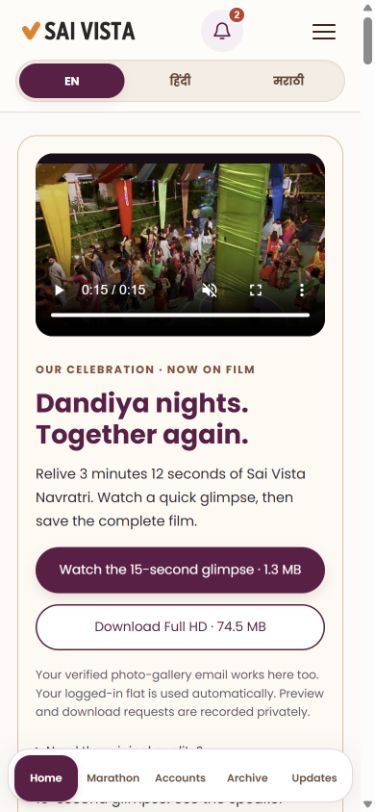 SAI VISTA
2
EN
हिंदी
मराठी
0:15 / 0:15
OUR CELEBRATION · NOW ON FILM
Dandiya nights.
Together again.
Relive 3 minutes 12 seconds of Sai Vista
Navratri. Watch a quick glimpse, then
save the complete film.
Watch the 15-second glimpse · 1.3 MB
Download Full HD · 74.5 MB
Your verified photo-gallery email works here too.
Your logged-in flat is used automatically. Preview
and download requests are recorded privately.
Home
Marathon
Accounts
Archive
Updates